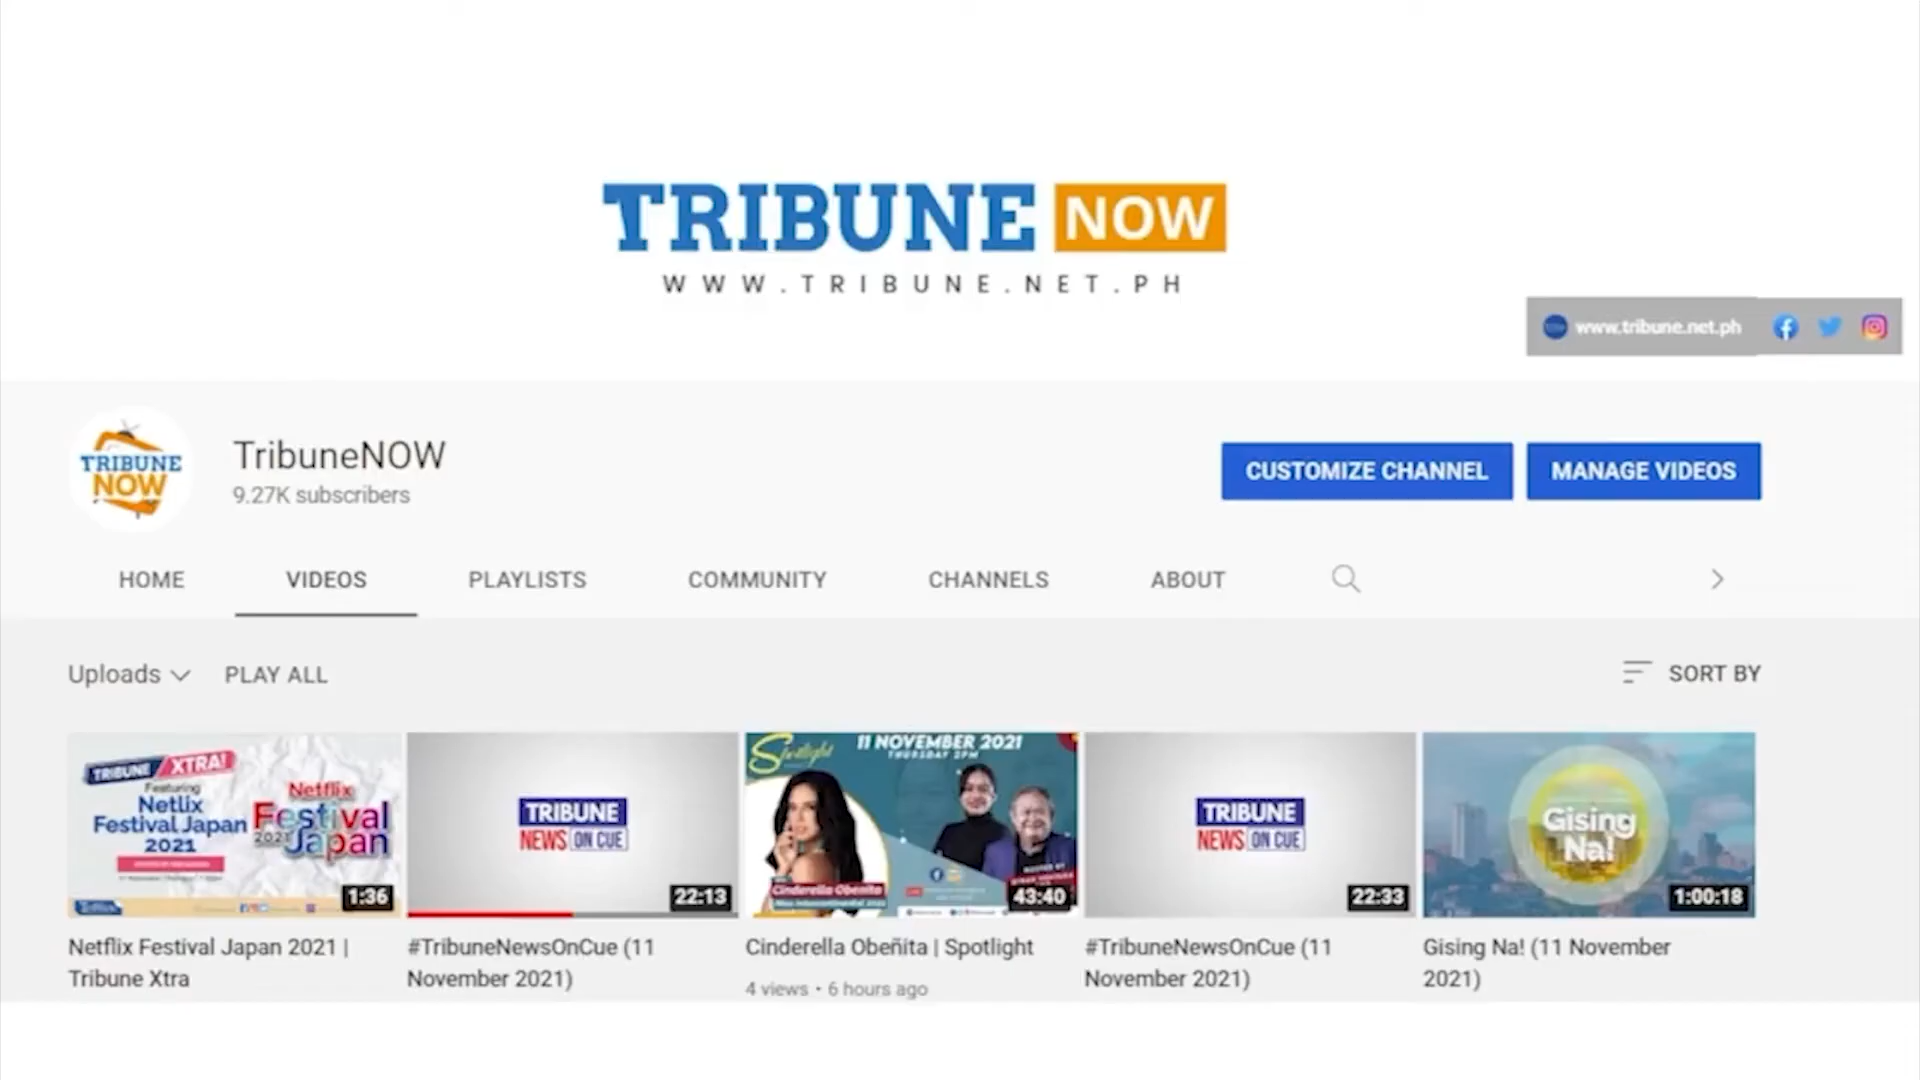 TRIBUNE NOW
WWW.TRIBUNE.NET.PH
www.tribune.net.ph
TRIBUNE
NOW
TribuneNOW
9.27K subscribers
CUSTOMIZE CHANNEL
MANAGE VIDEOS
HOME
VIDEOS
PLAYLISTS
COMMUNITY
CHANNELS
ABOUT
Uploads
PLAY ALL
SORT BY
TRIBUNE XTRA!
Featuring
Netlix
Festival Japan
2021
Netflix
Festival
2021 Japan
1:36
TRIBUNE
NEWS ON CUE
22:13
Spotlight
11 NOVEMBER 2021
THURSDAY 2PM
Cinderella Obenita
HOSTED BY
43:40
TRIBUNE
NEWS ON CUE
22:33
Gising
Na!
1:00:18
Netflix Festival Japan 2021 |
Tribune Xtra
#TribuneNewsOnCue (11
November 2021)
Cinderella Obeñita | Spotlight
4 views • 6 hours ago
#TribuneNewsOnCue (11
November 2021)
Gising Na! (11 November
2021)